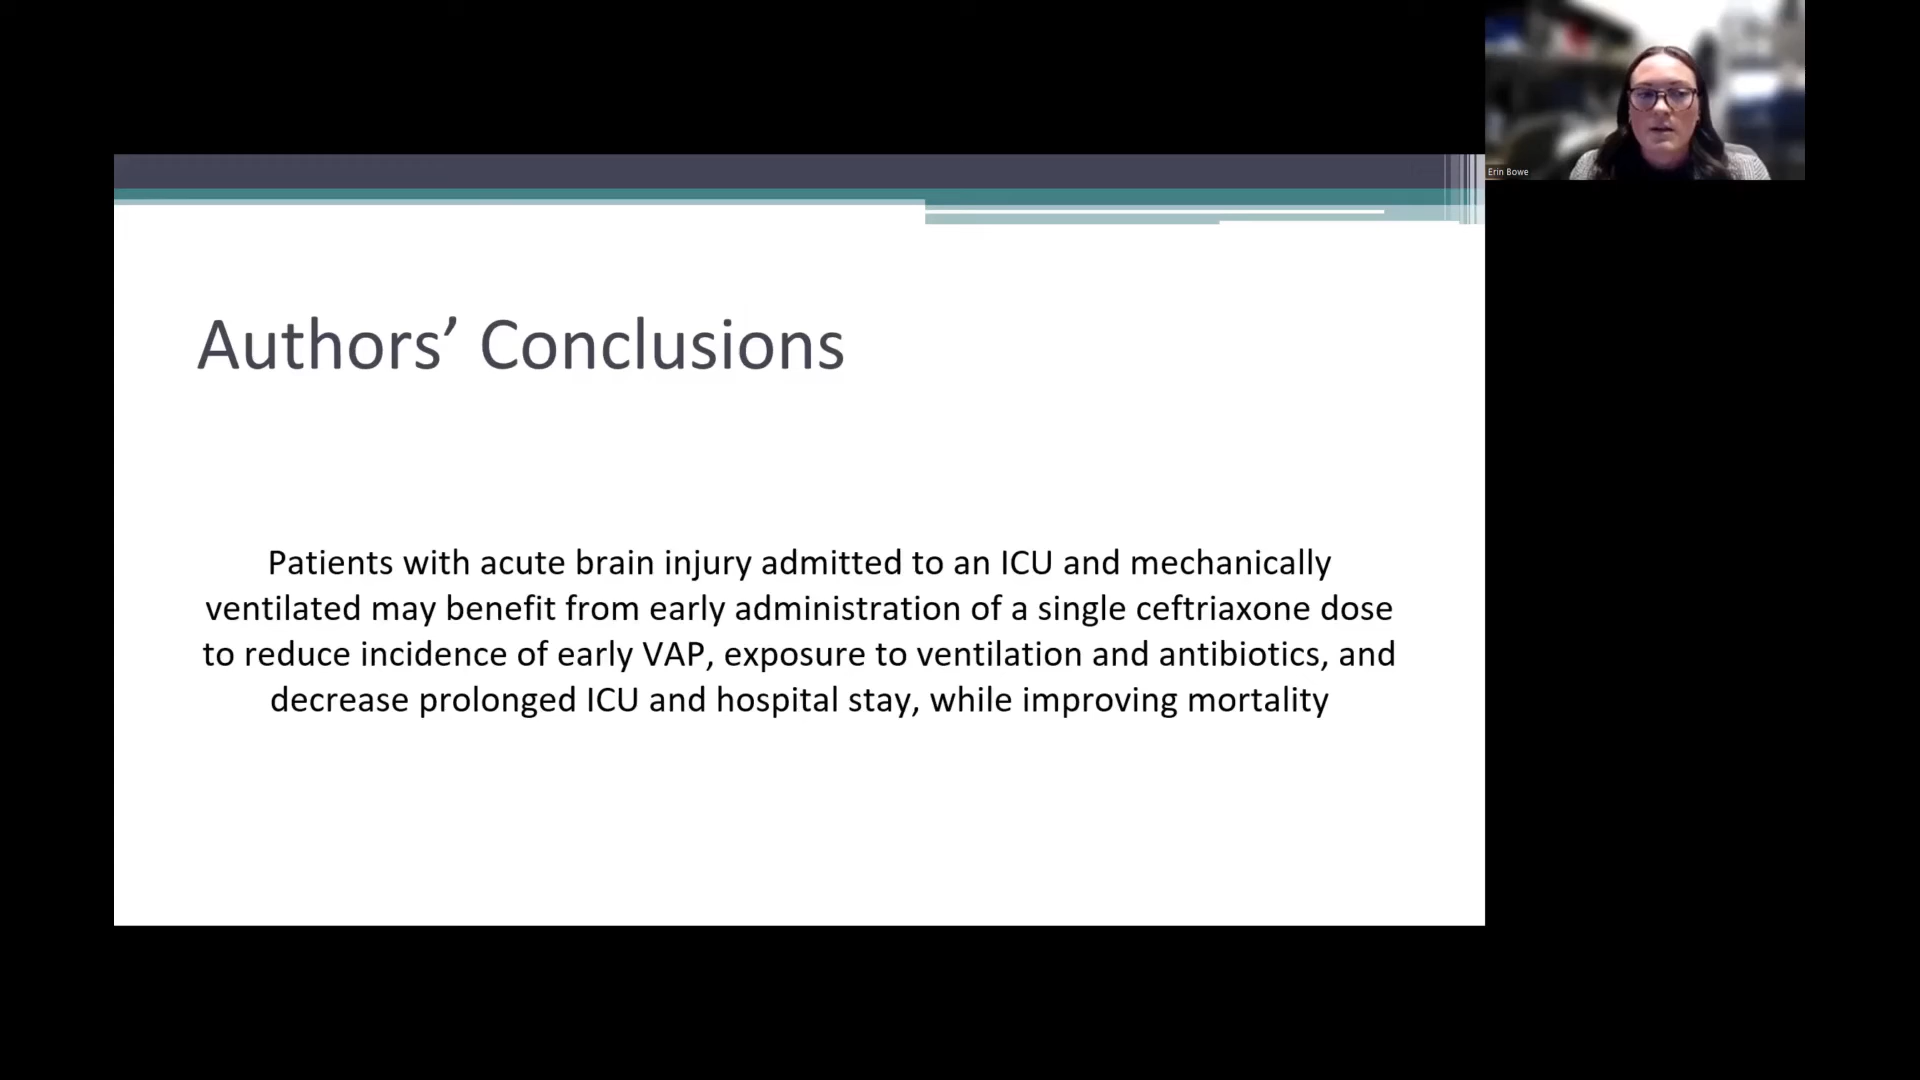 Erin Bowe
Authors’ Conclusions
Patients with acute brain injury admitted to an ICU and mechanically
ventilated may benefit from early administration of a single ceftriaxone dose
to reduce incidence of early VAP, exposure to ventilation and antibiotics, and
decrease prolonged ICU and hospital stay, while improving mortality